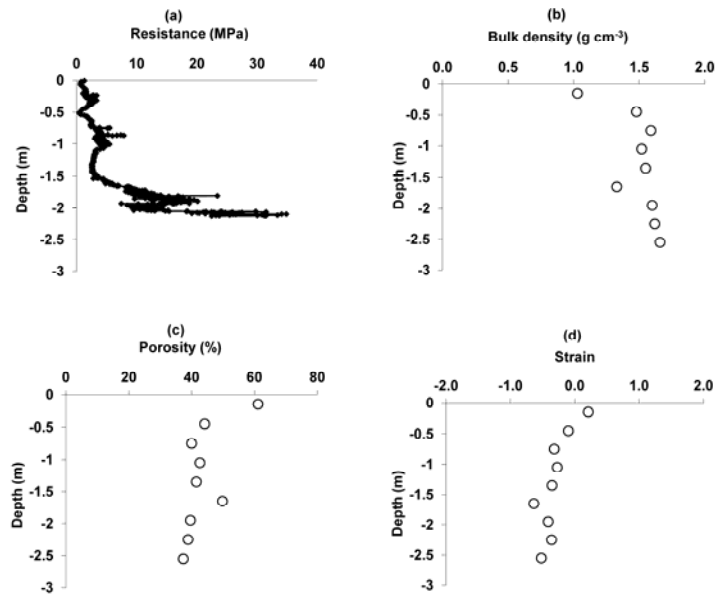 (a)
Resistance (MPa)
0 10 20 30 40
0
-0.5
-1
-1.5
-2
-2.5
-3
Depth (m)
(b)
Bulk density (g cm-3)
0.0 0.5 1.0 1.5 2.0
0
-0.5
-1
-1.5
-2
-2.5
-3
Depth (m)
(c)
Porosity (%)
0 20 40 60 80
0
-0.5
-1
-1.5
-2
-2.5
-3
Depth (m)
(d)
Strain
-2.0 -1.0 0.0 1.0 2.0
0
-0.5
-1
-1.5
-2
-2.5
-3
Depth (m)